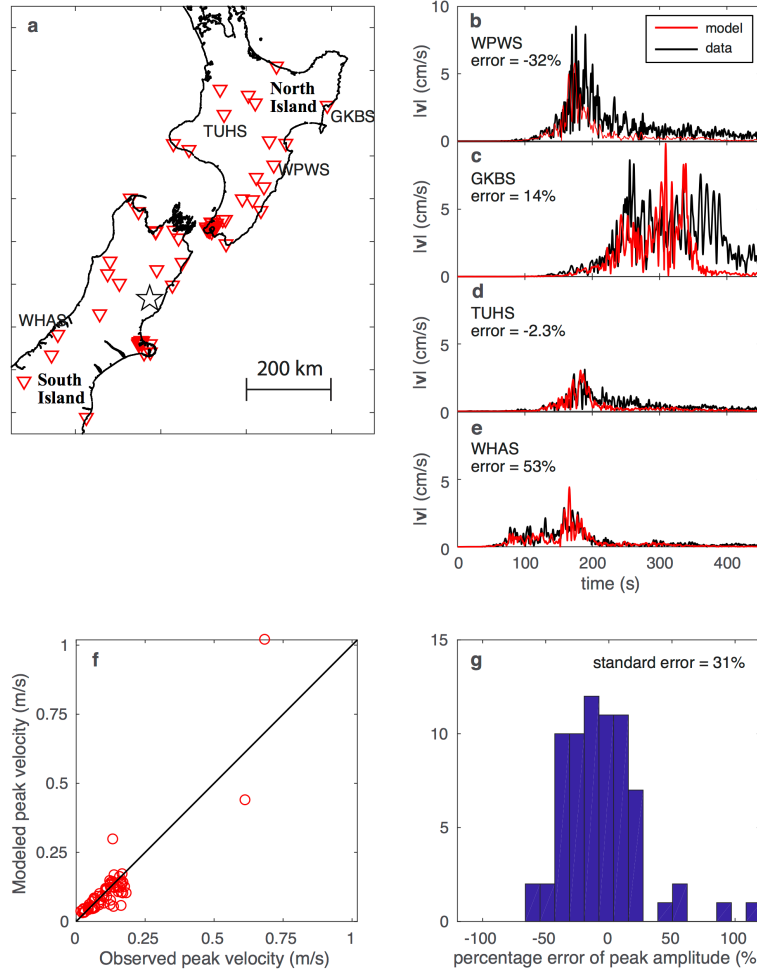 a
North
Island
GKBS
TUHS
WPWS
WHAS
South
Island
200 km
b
WPWS
error = -32%
model
data
10
5
0
|v| (cm/s)
c
GKBS
error = 14%
5
0
|v| (cm/s)
d
TUHS
error = -2.3%
5
0
|v| (cm/s)
e
WHAS
error = 53%
5
0
|v| (cm/s)
0 100 200 300 400
time (s)
f
1
0.75
0.5
0.25
0
Modeled peak velocity (m/s)
0 0.25 0.5 0.75 1
Observed peak velocity (m/s)
g
standard error = 31%
15
10
5
0
-100 -50 0 50 100
percentage error of peak amplitude (%